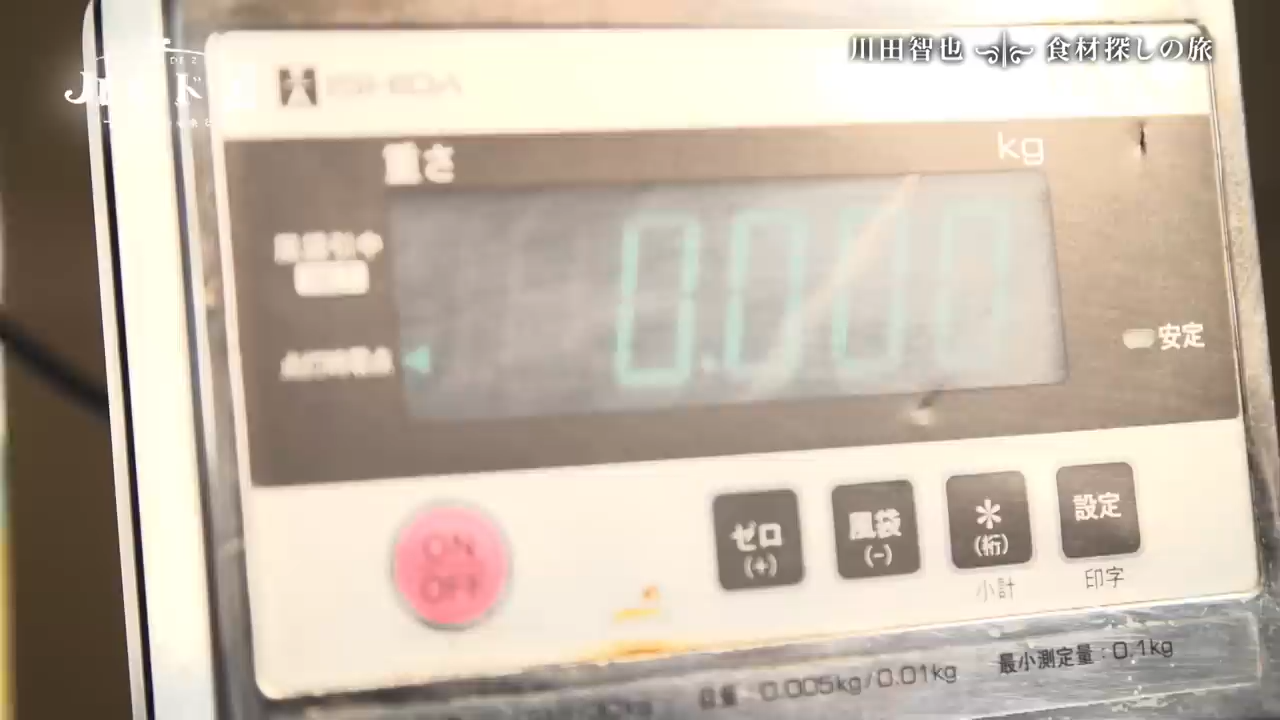 川田智也 食材探しの旅
ISHIDA
重さ
kg
0.000
安定
ON
OFF
ゼロ
(+)
風袋
(-)
＊
(桁)
設定
小計
印字
0.005kg/0.01kg
最小測定量：0.1kg